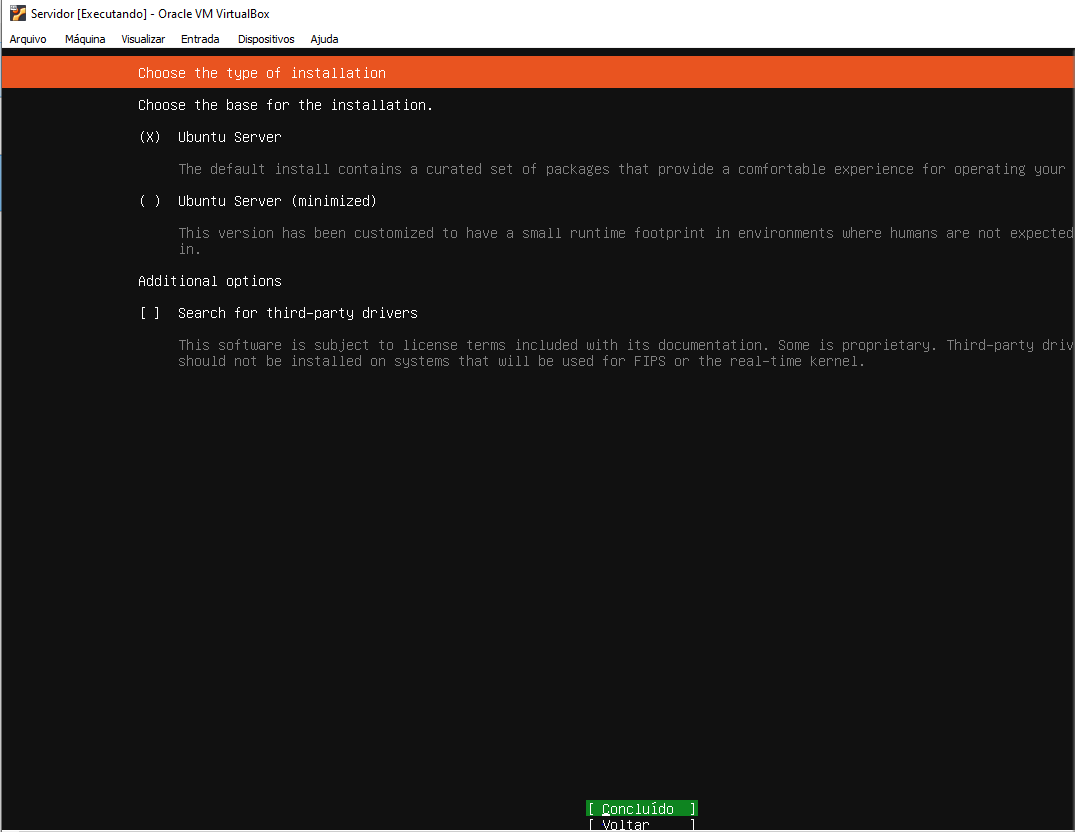 Servidor [Executando] - Oracle VM VirtualBox
Arquivo Máquina Visualizar Entrada Dispositivos Ajuda
Choose the type of installation
Choose the base for the installation.
(X) Ubuntu Server
The default install contains a curated set of packages that provide a comfortable experience for operating your
( ) Ubuntu Server (minimized)
This version has been customized to have a small runtime footprint in environments where humans are not expected
in.
Additional options
[ ] Search for third-party drivers
This software is subject to license terms included with its documentation. Some is proprietary. Third-party driv
should not be installed on systems that will be used for FIPS or the real-time kernel.
[ Concluído ]
[ Voltar ]